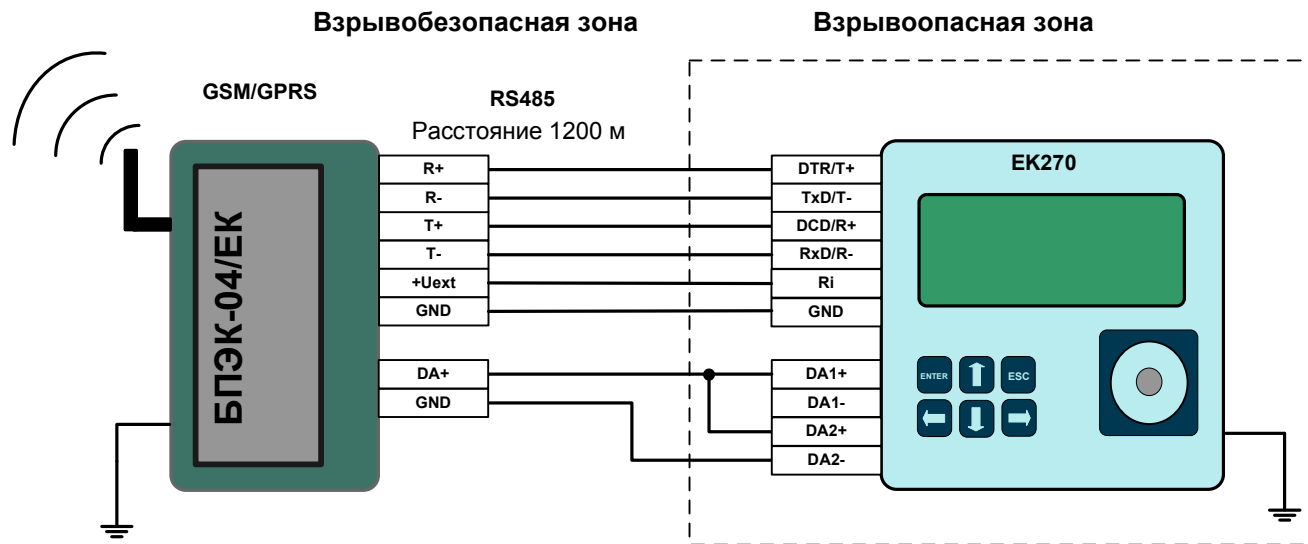 Взрывобезопасная зона
Взрывоопасная зона
GSM/GPRS
RS485
Расстояние 1200 м
БПЭК-04/ЕК
R+
R-
T+
T-
+Uext
GND
DA+
GND
DTR/T+
TxD/T-
DCD/R+
RxD/R-
Ri
GND
DA1+
DA1-
DA2+
DA2-
EK270
ENTER
ESC